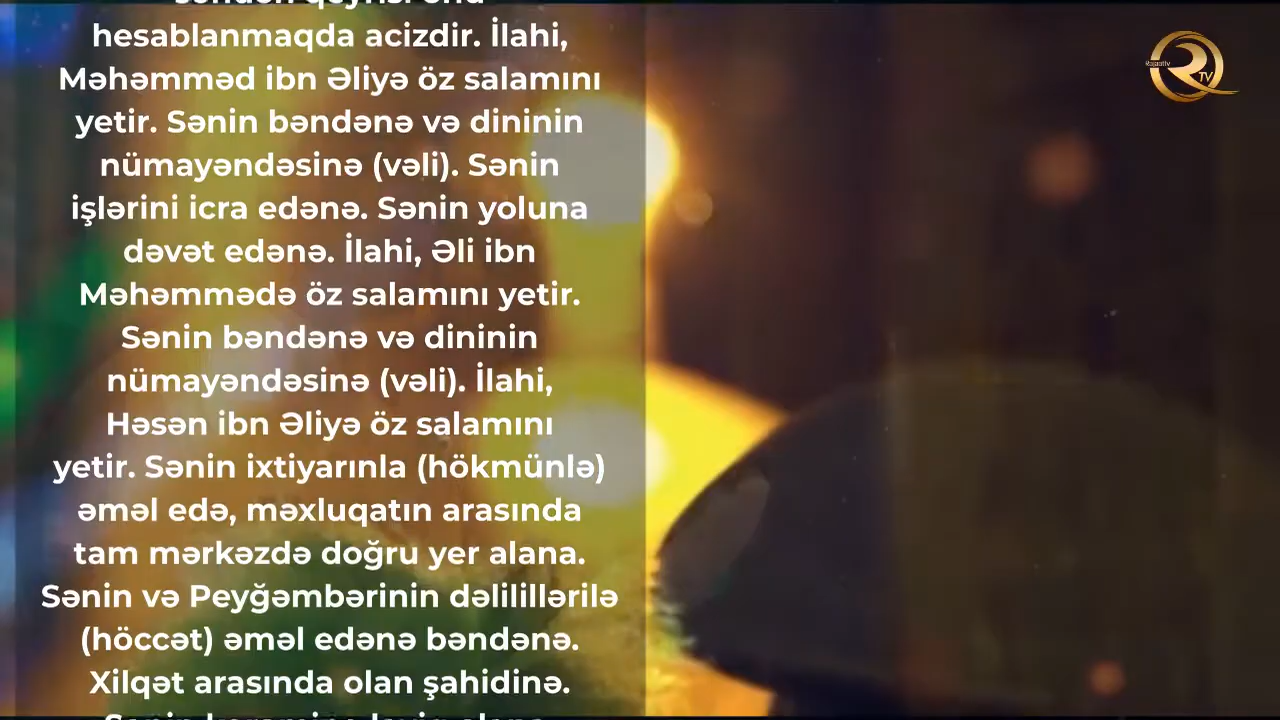 hesablanmaqda acizdir. İlahi,
Məhəmməd ibn Əliyə öz salamını
yetir. Sənin bəndənə və dininin
nümayəndəsinə (vəli). Sənin
işlərini icra edənə. Sənin yoluna
dəvət edənə. İlahi, Əli ibn
Məhəmmədə öz salamını yetir.
Sənin bəndənə və dininin
nümayəndəsinə (vəli). İlahi,
Həsən ibn Əliyə öz salamını
yetir. Sənin ixtiyarınla (hökmünlə)
əməl edə, məxluqatın arasında
tam mərkəzdə doğru yer alana.
Sənin və Peyğəmbərinin dəlilillərilə
(höccət) əməl edənə bəndənə.
Xilqət arasında olan şahidinə.
TV